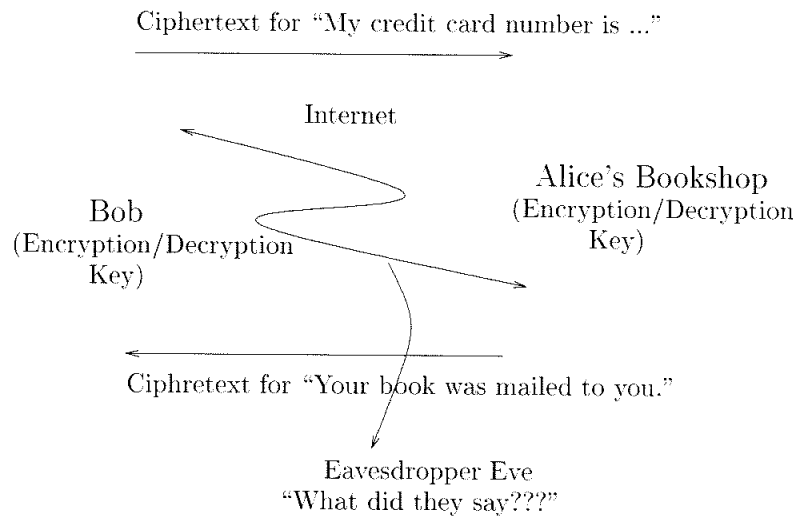 Ciphertext for “My credit card number is ...”
Internet
Alice's Bookshop
(Encryption/Decryption
Key)
Bob
(Encryption/Decryption
Key)
Ciphretext for “Your book was mailed to you.”
Eavesdropper Eve
“What did they say???”